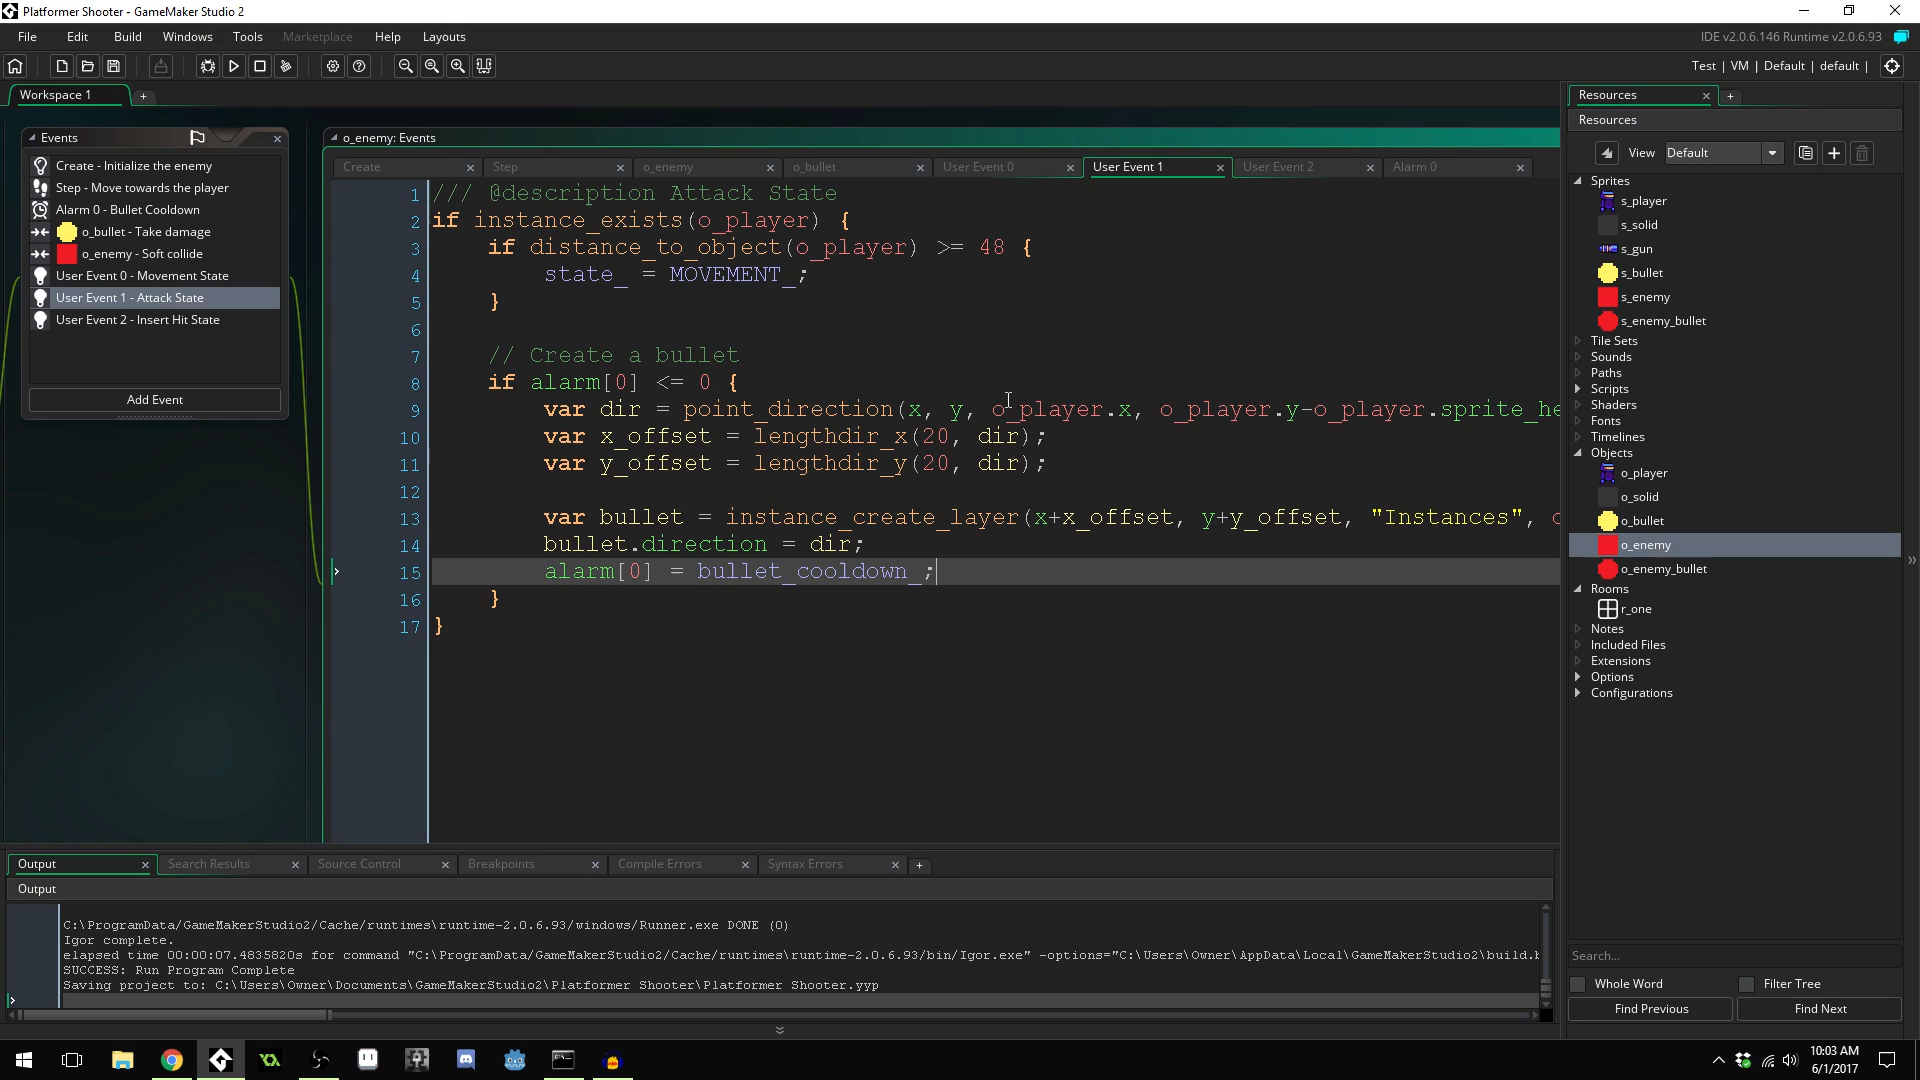 Platformer Shooter - GameMaker Studio 2
File Edit Build Windows Tools Marketplace Help Layouts
IDE v2.0.6.146 Runtime v2.0.6.93
Test | VM | Default | default |
Workspace 1
Events
Create - Initialize the enemy
Step - Move towards the player
Alarm 0 - Bullet Cooldown
o_bullet - Take damage
o_enemy - Soft collide
User Event 0 - Movement State
User Event 1 - Attack State
User Event 2 - Insert Hit State
Add Event
o_enemy: Events
Create Step o_enemy o_bullet User Event 0 User Event 1 User Event 2 Alarm 0
1 /// @description Attack State
2 if instance_exists(o_player) {
3 if distance_to_object(o_player) >= 48 {
4 state_ = MOVEMENT_;
5 }
6
7 // Create a bullet
8 if alarm[0] <= 0 {
9 var dir = point_direction(x, y, o_player.x, o_player.y-o_player.sprite_he
10 var x_offset = lengthdir_x(20, dir);
11 var y_offset = lengthdir_y(20, dir);
12
13 var bullet = instance_create_layer(x+x_offset, y+y_offset, "Instances",
14 bullet.direction = dir;
15 alarm[0] = bullet_cooldown_;
16 }
17 }
Resources
Resources
View Default
Sprites
s_player
s_solid
s_gun
s_bullet
s_enemy
s_enemy_bullet
Tile Sets
Sounds
Paths
Scripts
Shaders
Fonts
Timelines
Objects
o_player
o_solid
o_bullet
o_enemy
o_enemy_bullet
Rooms
r_one
Notes
Included Files
Extensions
Options
Configurations
Search...
Whole Word Filter Tree
Find Previous Find Next
Output Search Results Source Control Breakpoints Compile Errors Syntax Errors
Output
C:\ProgramData/GameMakerStudio2/Cache/runtimes\runtime-2.0.6.93/windows/Runner.exe DONE (0)
Igor complete.
elapsed time 00:00:07.4835820s for command "C:\ProgramData/GameMakerStudio2/Cache/runtimes\runtime-2.0.6.93/bin/Igor.exe" -options="C:\Users\Owner\AppData\Local\GameMakerStudio2\build.
SUCCESS: Run Program Complete
Saving project to: C:\Users\Owner\Documents\GameMakerStudio2\Platformer Shooter\Platformer Shooter.yyp
10:03 AM
6/1/2017